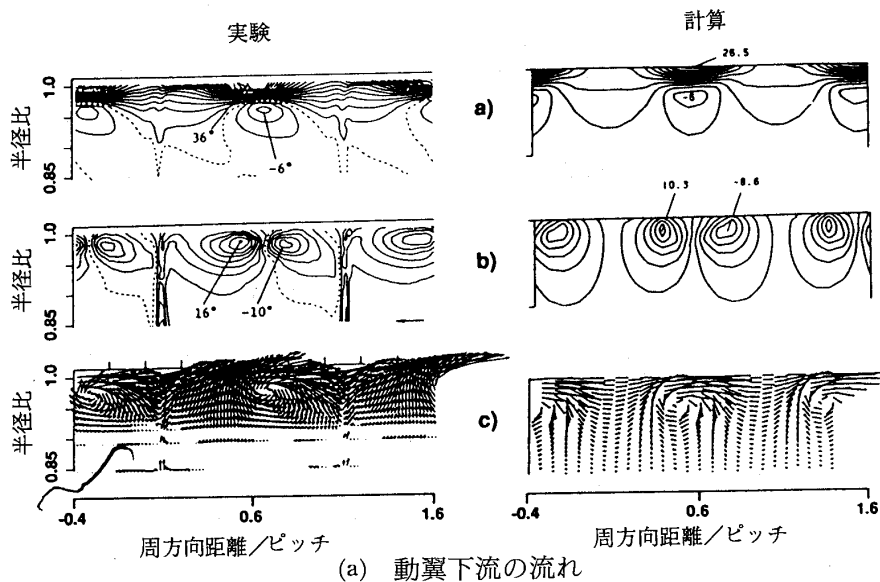 実験
計算
半径比
1.0
0.85
36°
-6°
a)
26.5
-6
半径比
1.0
0.85
16°
-10°
b)
10.3
-8.6
半径比
1.0
0.85
c)
-0.4
0.6
1.6
周方向距離/ピッチ
-0.4
0.6
1.6
周方向距離/ピッチ
(a) 動翼下流の流れ